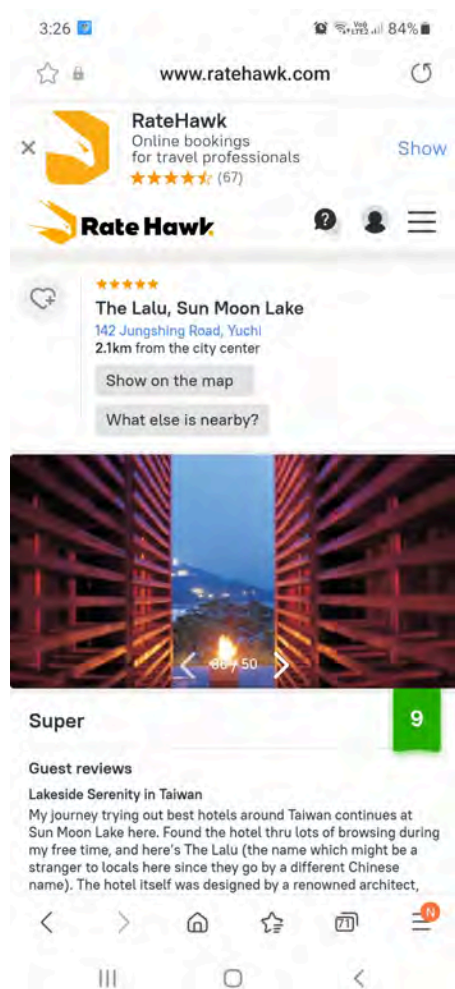 3:26
Vo))
LTE2
84%
www.ratehawk.com
RateHawk
Online bookings
for travel professionals
Show
(67)
Rate Hawk.
?
The Lalu, Sun Moon Lake
142 Jungshing Road, Yuchi
2.1km from the city center
Show on the map
What else is nearby?
/ 50
Super
9
Guest reviews
Lakeside Serenity in Taiwan
My journey trying out best hotels around Taiwan continues at
Sun Moon Lake here. Found the hotel thru lots of browsing during
my free time, and here's The Lalu (the name which might be a
stranger to locals here since they go by a different Chinese
name). The hotel itself was designed by a renowned architect,
71
N